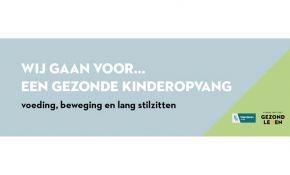 WIJ GAAN VOOR...
EEN GEZONDE KINDEROPVANG
voeding, beweging en lang stilzitten
GEZOND
LEVEN